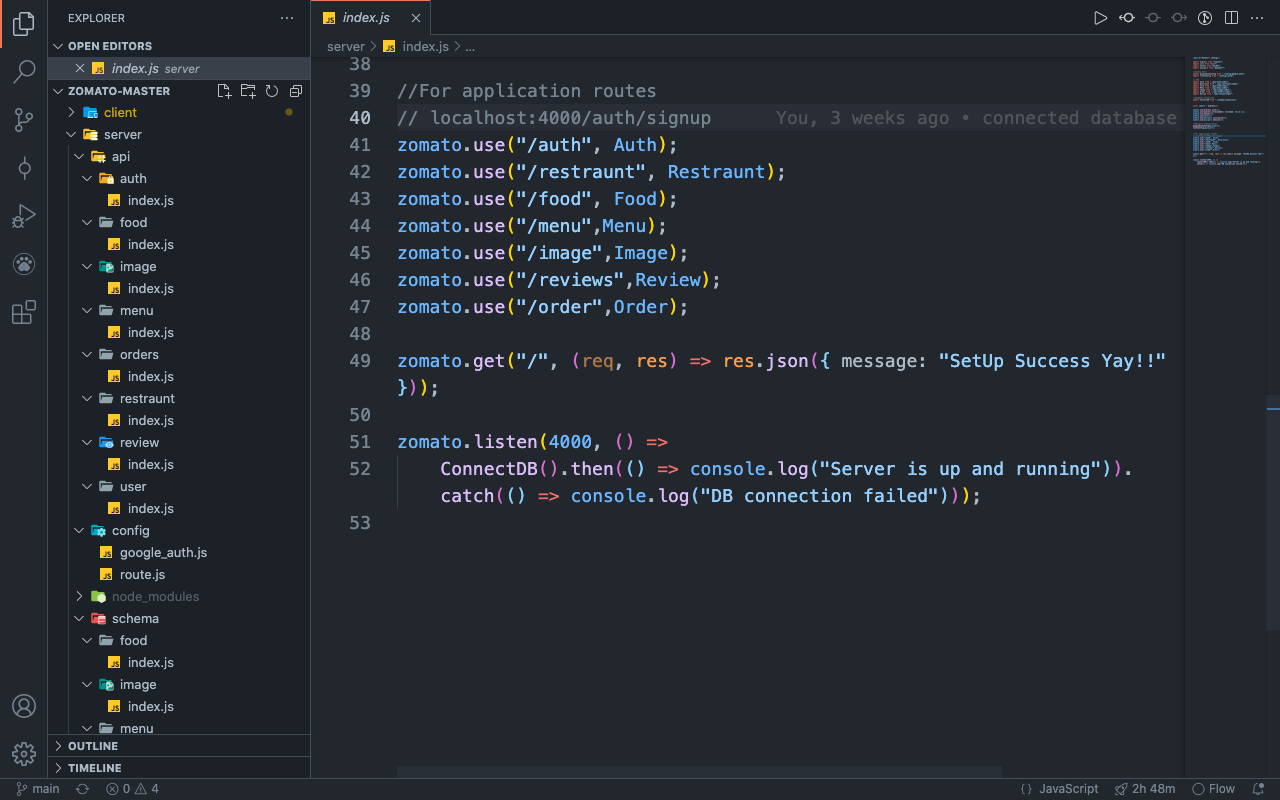 EXPLORER
OPEN EDITORS
index.js server
ZOMATO-MASTER
client
server
api
auth
index.js
food
index.js
image
index.js
menu
index.js
orders
index.js
restraunt
index.js
review
index.js
user
index.js
config
google_auth.js
route.js
node_modules
schema
food
index.js
image
index.js
menu
OUTLINE
TIMELINE
index.js
server > index.js > ...
38
39 //For application routes
40 // localhost:4000/auth/signup You, 3 weeks ago • connected database
41 zomato.use("/auth", Auth);
42 zomato.use("/restraunt", Restraunt);
43 zomato.use("/food", Food);
44 zomato.use("/menu",Menu);
45 zomato.use("/image",Image);
46 zomato.use("/reviews",Review);
47 zomato.use("/order",Order);
48
49 zomato.get("/", (req, res) => res.json({ message: "SetUp Success Yay!!"
}));
50
51 zomato.listen(4000, () =>
52 ConnectDB().then(() => console.log("Server is up and running")).
catch(() => console.log("DB connection failed")));
53
main 0 4 {} JavaScript 2h 48m Flow